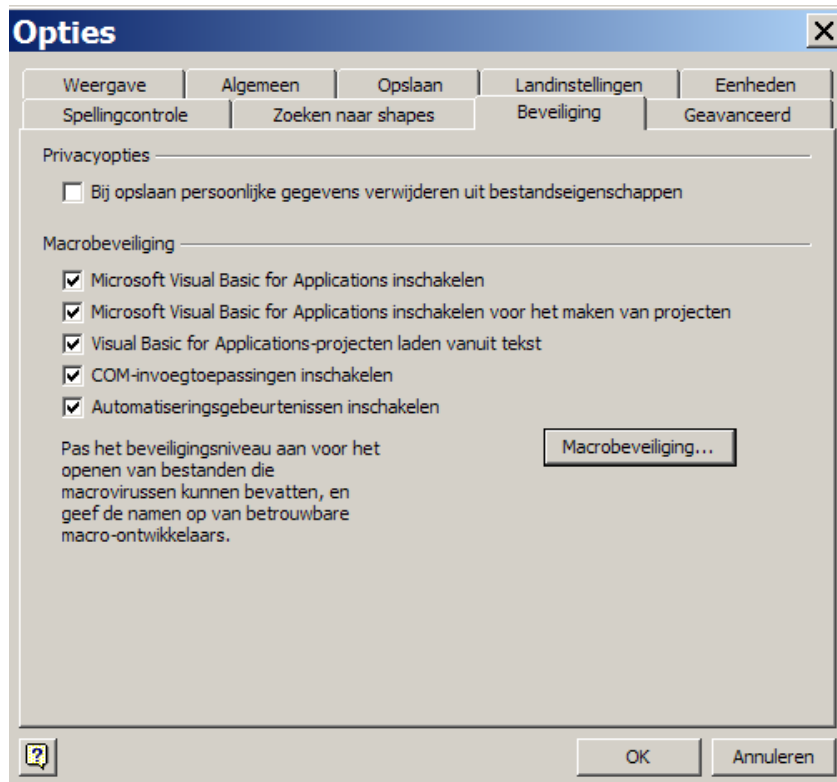 Opties
Weergave
Algemeen
Opslaan
Landinstellingen
Eenheden
Spellingcontrole
Zoeken naar shapes
Beveiliging
Geavanceerd
Privacyopties
Bij opslaan persoonlijke gegevens verwijderen uit bestandseigenschappen
Macrobeveiliging
Microsoft Visual Basic for Applications inschakelen
Microsoft Visual Basic for Applications inschakelen voor het maken van projecten
Visual Basic for Applications-projecten laden vanuit tekst
COM-invoegtoepassingen inschakelen
Automatiseringsgebeurtenissen inschakelen
Pas het beveiligingsniveau aan voor het
openen van bestanden die
macrovirussen kunnen bevatten, en
geef de namen op van betrouwbare
macro-ontwikkelaars.
Macrobeveiliging...
OK
Annuleren